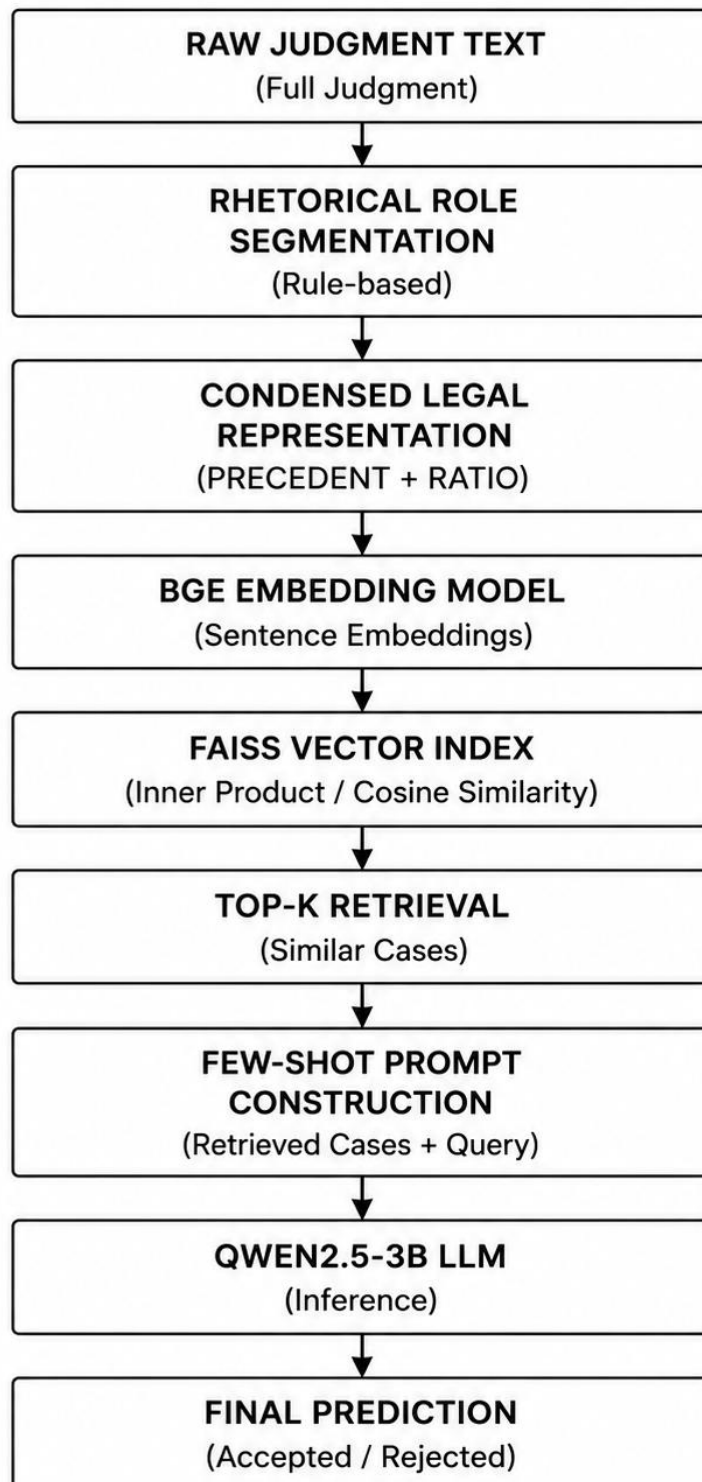 RAW JUDGMENT TEXT
(Full Judgment)
RHETORICAL ROLE
SEGMENTATION
(Rule-based)
CONDENSED LEGAL
REPRESENTATION
(PRECEDENT + RATIO)
BGE EMBEDDING MODEL
(Sentence Embeddings)
FAISS VECTOR INDEX
(Inner Product / Cosine Similarity)
TOP-K RETRIEVAL
(Similar Cases)
FEW-SHOT PROMPT
CONSTRUCTION
(Retrieved Cases + Query)
QWEN2.5-3B LLM
(Inference)
FINAL PREDICTION
(Accepted / Rejected)